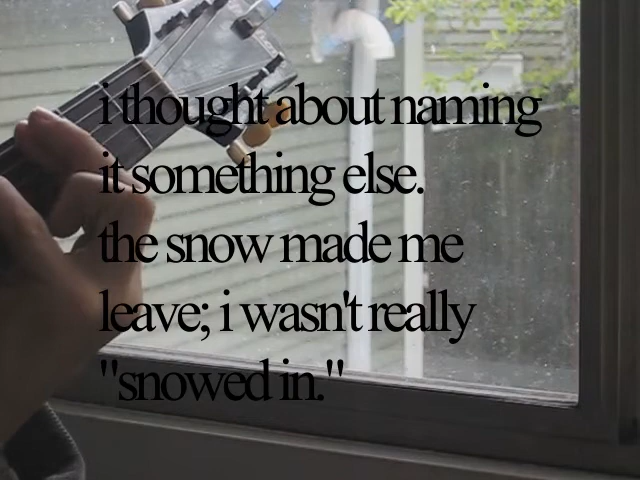 i thought about naming
it something else.
the snow made me
leave; i wasn't really
"snowed in."